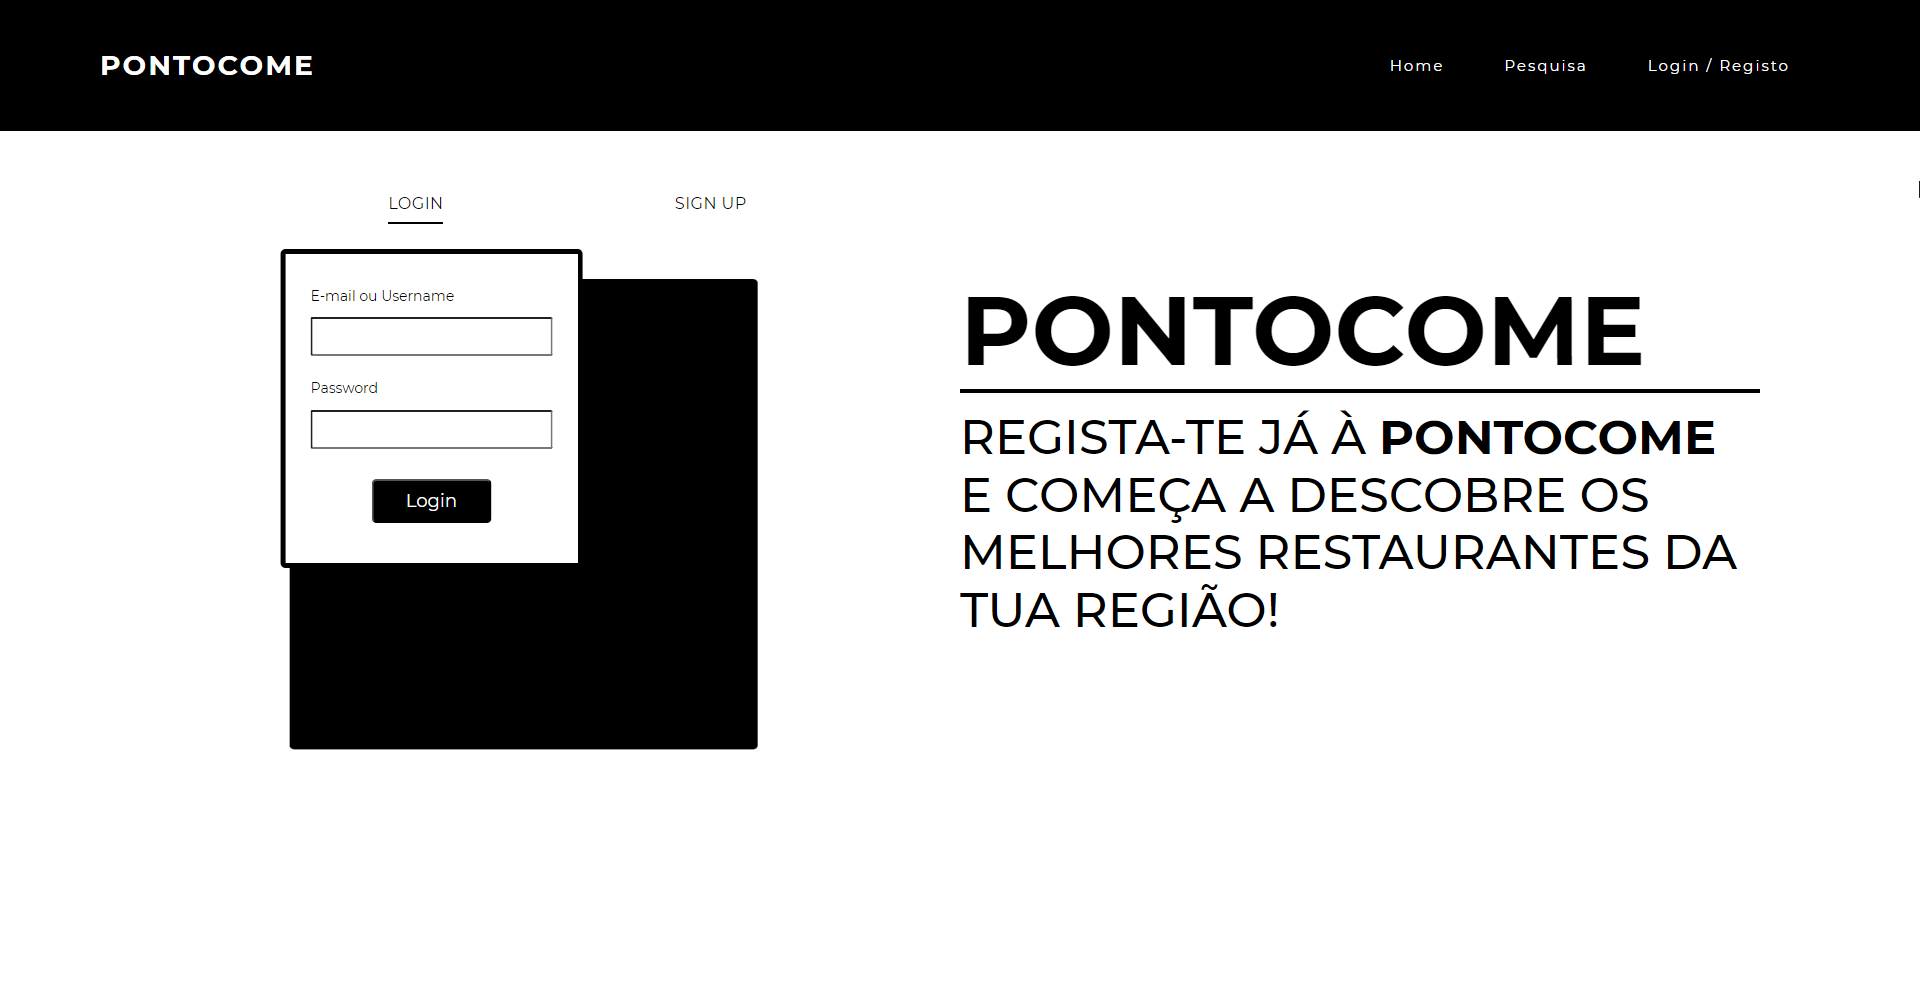 PONTOCOME
Home
Pesquisa
Login / Registo
LOGIN
SIGN UP
E-mail ou Username
Password
Login
PONTOCOME
REGISTA-TE JÁ À PONTOCOME
E COMEÇA A DESCOBRE OS
MELHORES RESTAURANTES DA
TUA REGIÃO!